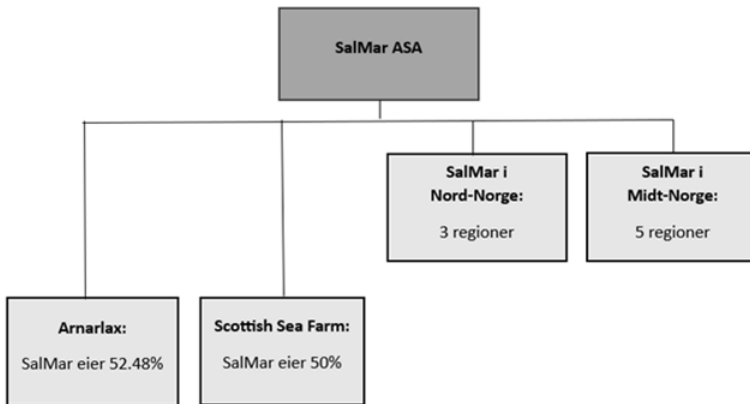 SalMar ASA
SalMar i
Nord-Norge:
3 regioner
SalMar i
Midt-Norge:
5 regioner
Arnarlax:
SalMar eier 52.48%
Scottish Sea Farm:
SalMar eier 50%